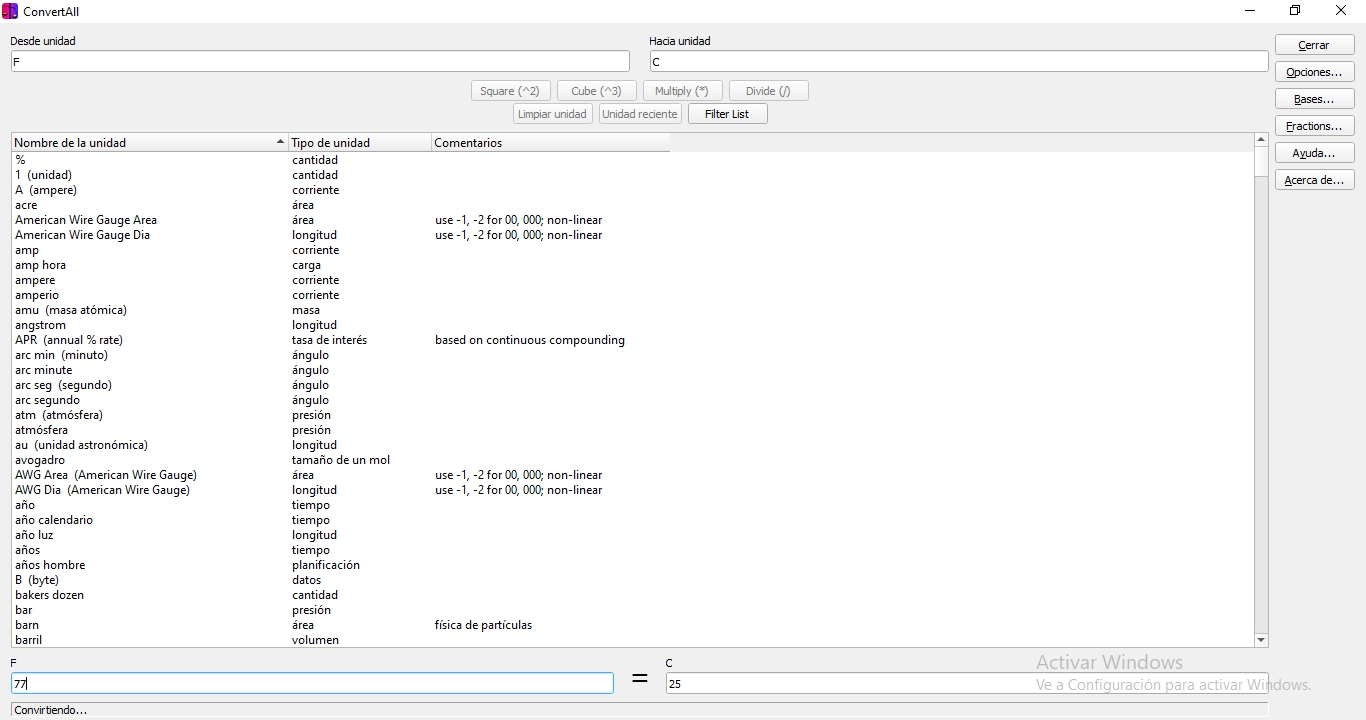 ConvertAll
Desde unidad
Hacia unidad
F
C
Cerrar
Opciones...
Bases...
Fractions...
Ayuda...
Acerca de...
Square (^2) Cube (^3) Multiply (*) Divide (/)
Limpiar unidad Unidad reciente Filter List
Nombre de la unidad Tipo de unidad Comentarios
% cantidad
1 (unidad) cantidad
A (ampere) corriente
acre área
American Wire Gauge Area área use -1, -2 for 00, 000; non-linear
American Wire Gauge Dia longitud use -1, -2 for 00, 000; non-linear
amp corriente
amp hora carga
ampere corriente
amperio corriente
amu (masa atómica) masa
angstrom longitud
APR (annual % rate) tasa de interés based on continuous compounding
arc min (minuto) ángulo
arc minute ángulo
arc seg (segundo) ángulo
arc segundo ángulo
atm (atmósfera) presión
atmósfera presión
au (unidad astronómica) longitud
avogadro tamaño de un mol
AWG Area (American Wire Gauge) área use -1, -2 for 00, 000; non-linear
AWG Dia (American Wire Gauge) longitud use -1, -2 for 00, 000; non-linear
año tiempo
año calendario tiempo
año luz longitud
años tiempo
años hombre planificación
B (byte) datos
bakers dozen cantidad
bar presión
barn área física de partículas
barril volumen
F
C
77 = 25
Activar Windows
Ve a Configuración para activar Windows.
Convirtiendo...